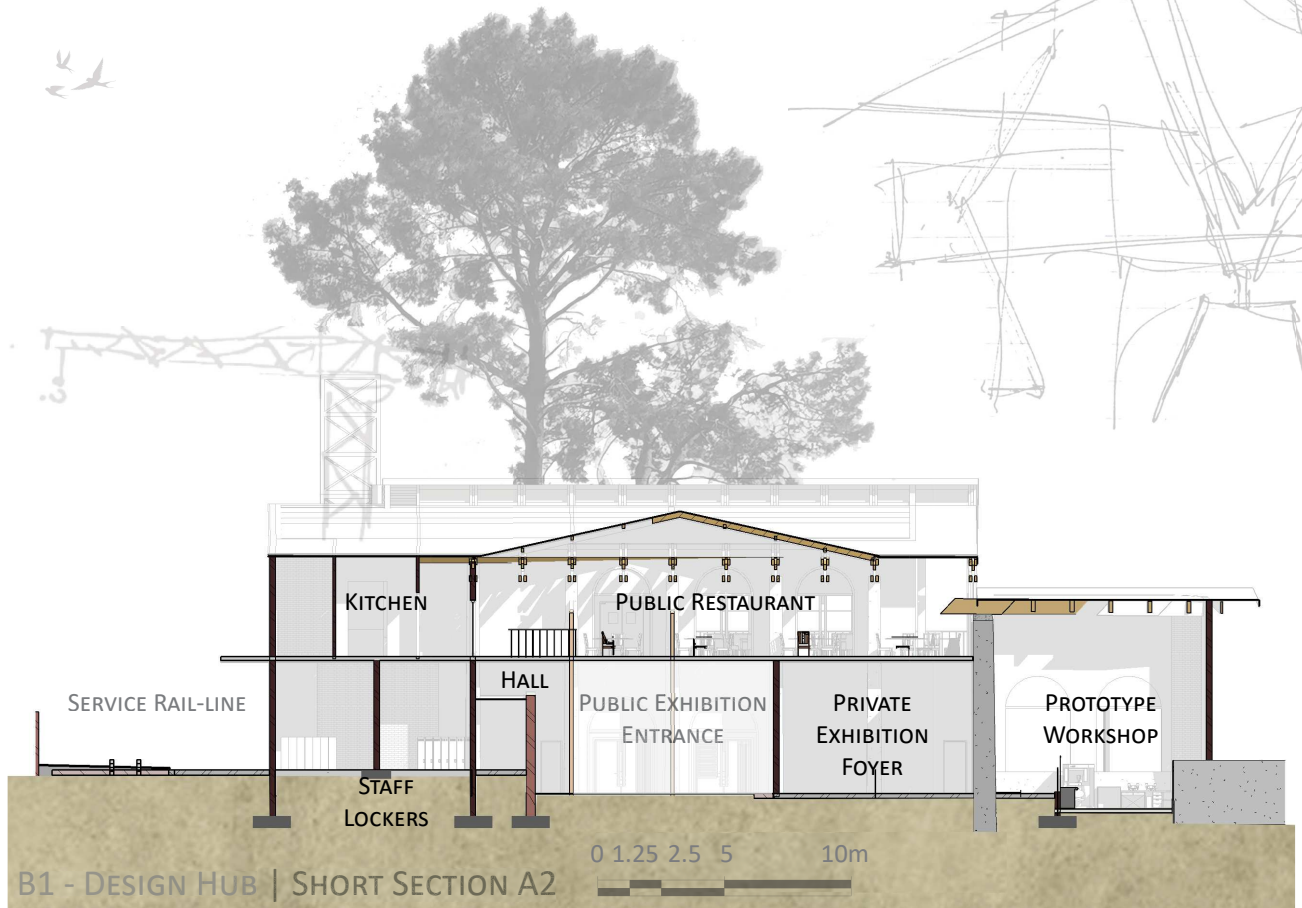 KITCHEN
PUBLIC RESTAURANT
HALL
SERVICE RAIL-LINE
PUBLIC EXHIBITION
ENTRANCE
PRIVATE
EXHIBITION
FOYER
PROTOTYPE
WORKSHOP
STAFF
LOCKERS
0 1.25 2.5 5 10m
B1 - DESIGN HUB | SHORT SECTION A2